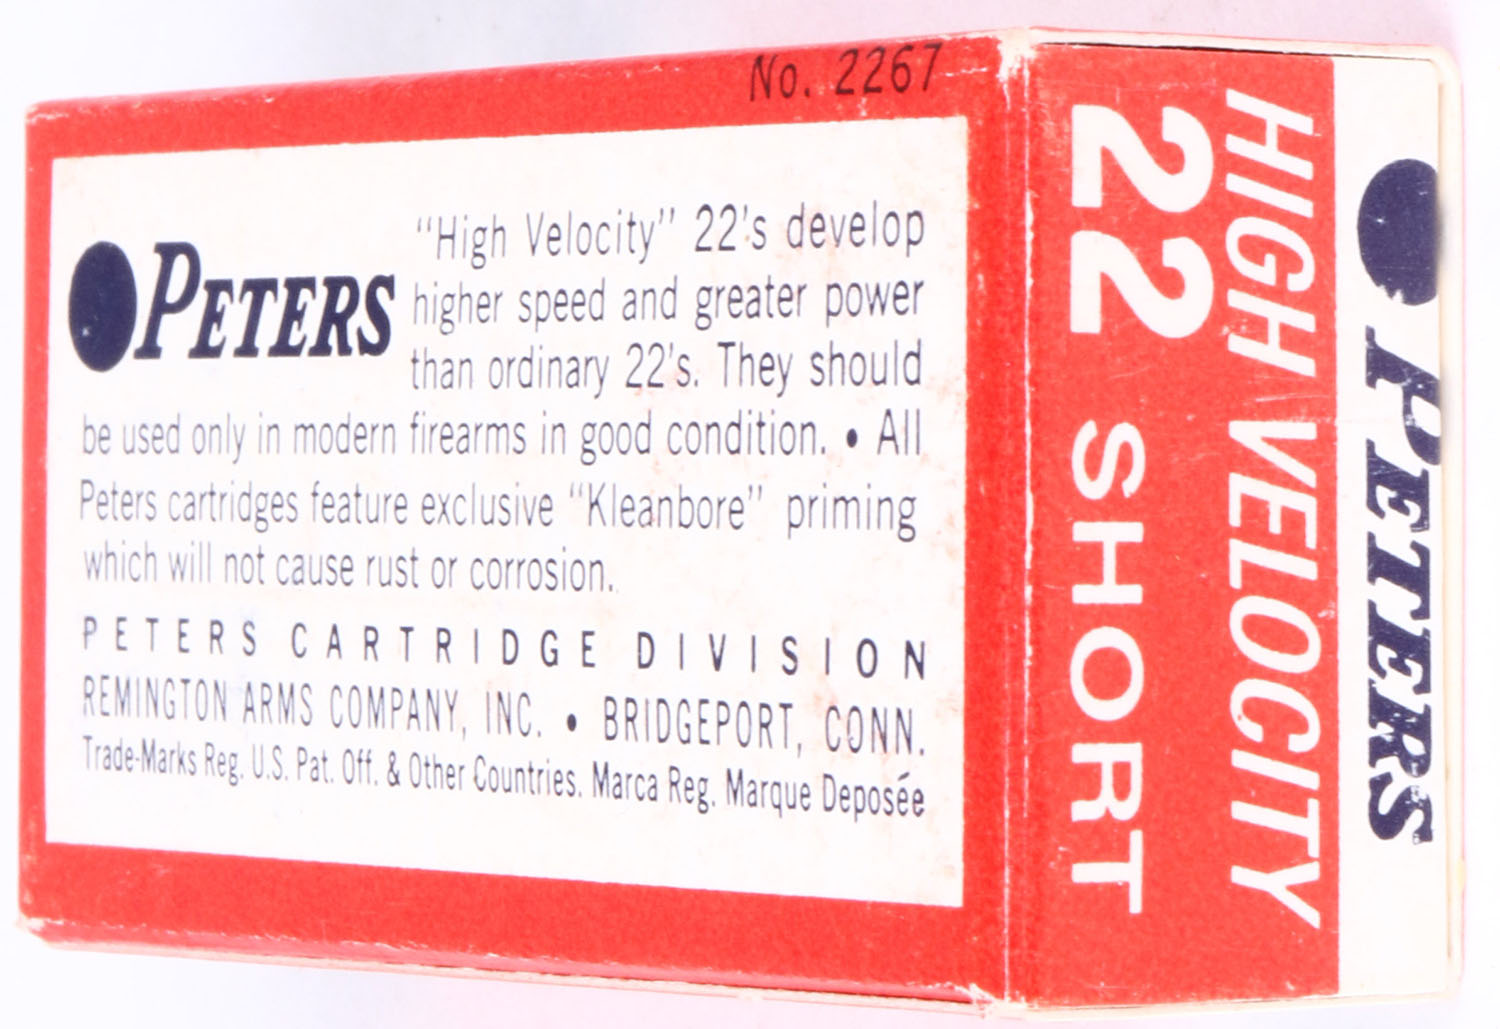 No. 2267
PETERS
"High Velocity" 22's develop
higher speed and greater power
than ordinary 22's. They should
be used only in modern firearms in good condition. • All
Peters cartridges feature exclusive "Kleanbore" priming
which will not cause rust or corrosion.
PETERS CARTRIDGE DIVISION
REMINGTON ARMS COMPANY, INC. • BRIDGEPORT, CONN.
Trade-Marks Reg. U.S. Pat. Off. & Other Countries. Marca Reg. Marque Deposée
PETERS
HIGH VELOCITY
22 SHORT